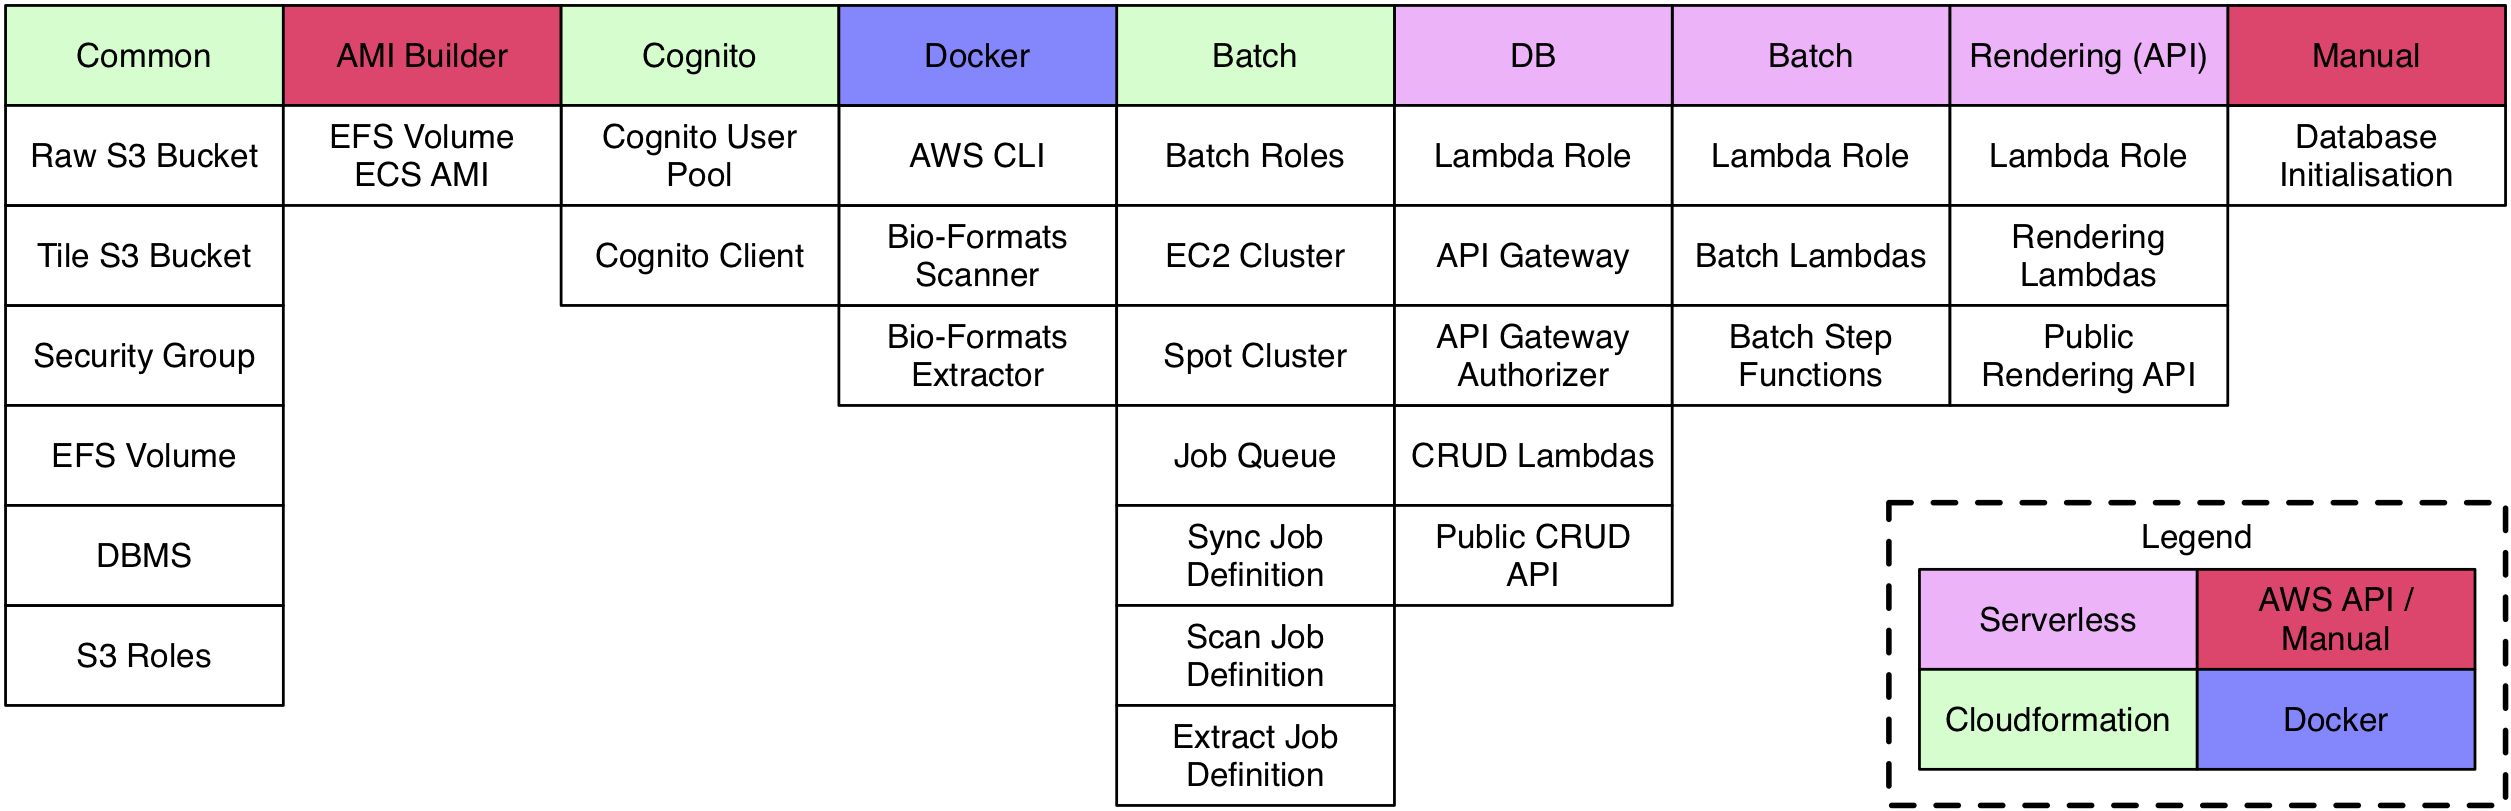 Common
AMI Builder
Cognito
Docker
Batch
DB
Batch
Rendering (API)
Manual
Raw S3 Bucket
EFS Volume
ECS AMI
Cognito User
Pool
AWS CLI
Batch Roles
Lambda Role
Lambda Role
Lambda Role
Database
Initialisation
Tile S3 Bucket
Cognito Client
Bio-Formats
Scanner
EC2 Cluster
API Gateway
Batch Lambdas
Rendering
Lambdas
Security Group
Bio-Formats
Extractor
Spot Cluster
API Gateway
Authorizer
Batch Step
Functions
Public
Rendering API
EFS Volume
Job Queue
CRUD Lambdas
DBMS
Sync Job
Definition
Public CRUD
API
S3 Roles
Scan Job
Definition
Extract Job
Definition
Legend
Serverless
AWS API /
Manual
Cloudformation
Docker